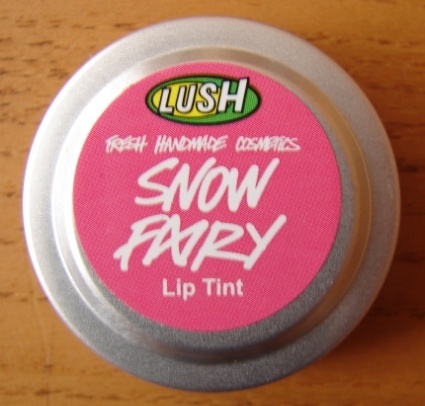 LUSH
FRESH HANDMADE COSMETICS
SNOW
FAIRY
Lip Tint